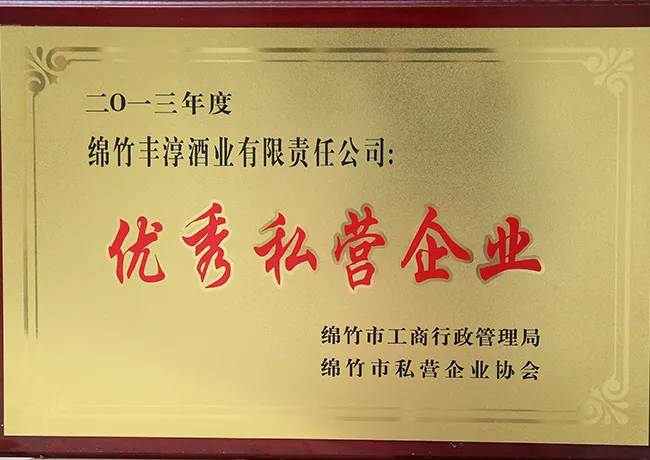 二〇一三年度
绵竹丰淳酒业有限责任公司:
优秀私营企业
绵竹市工商行政管理局
绵竹市私营企业协会